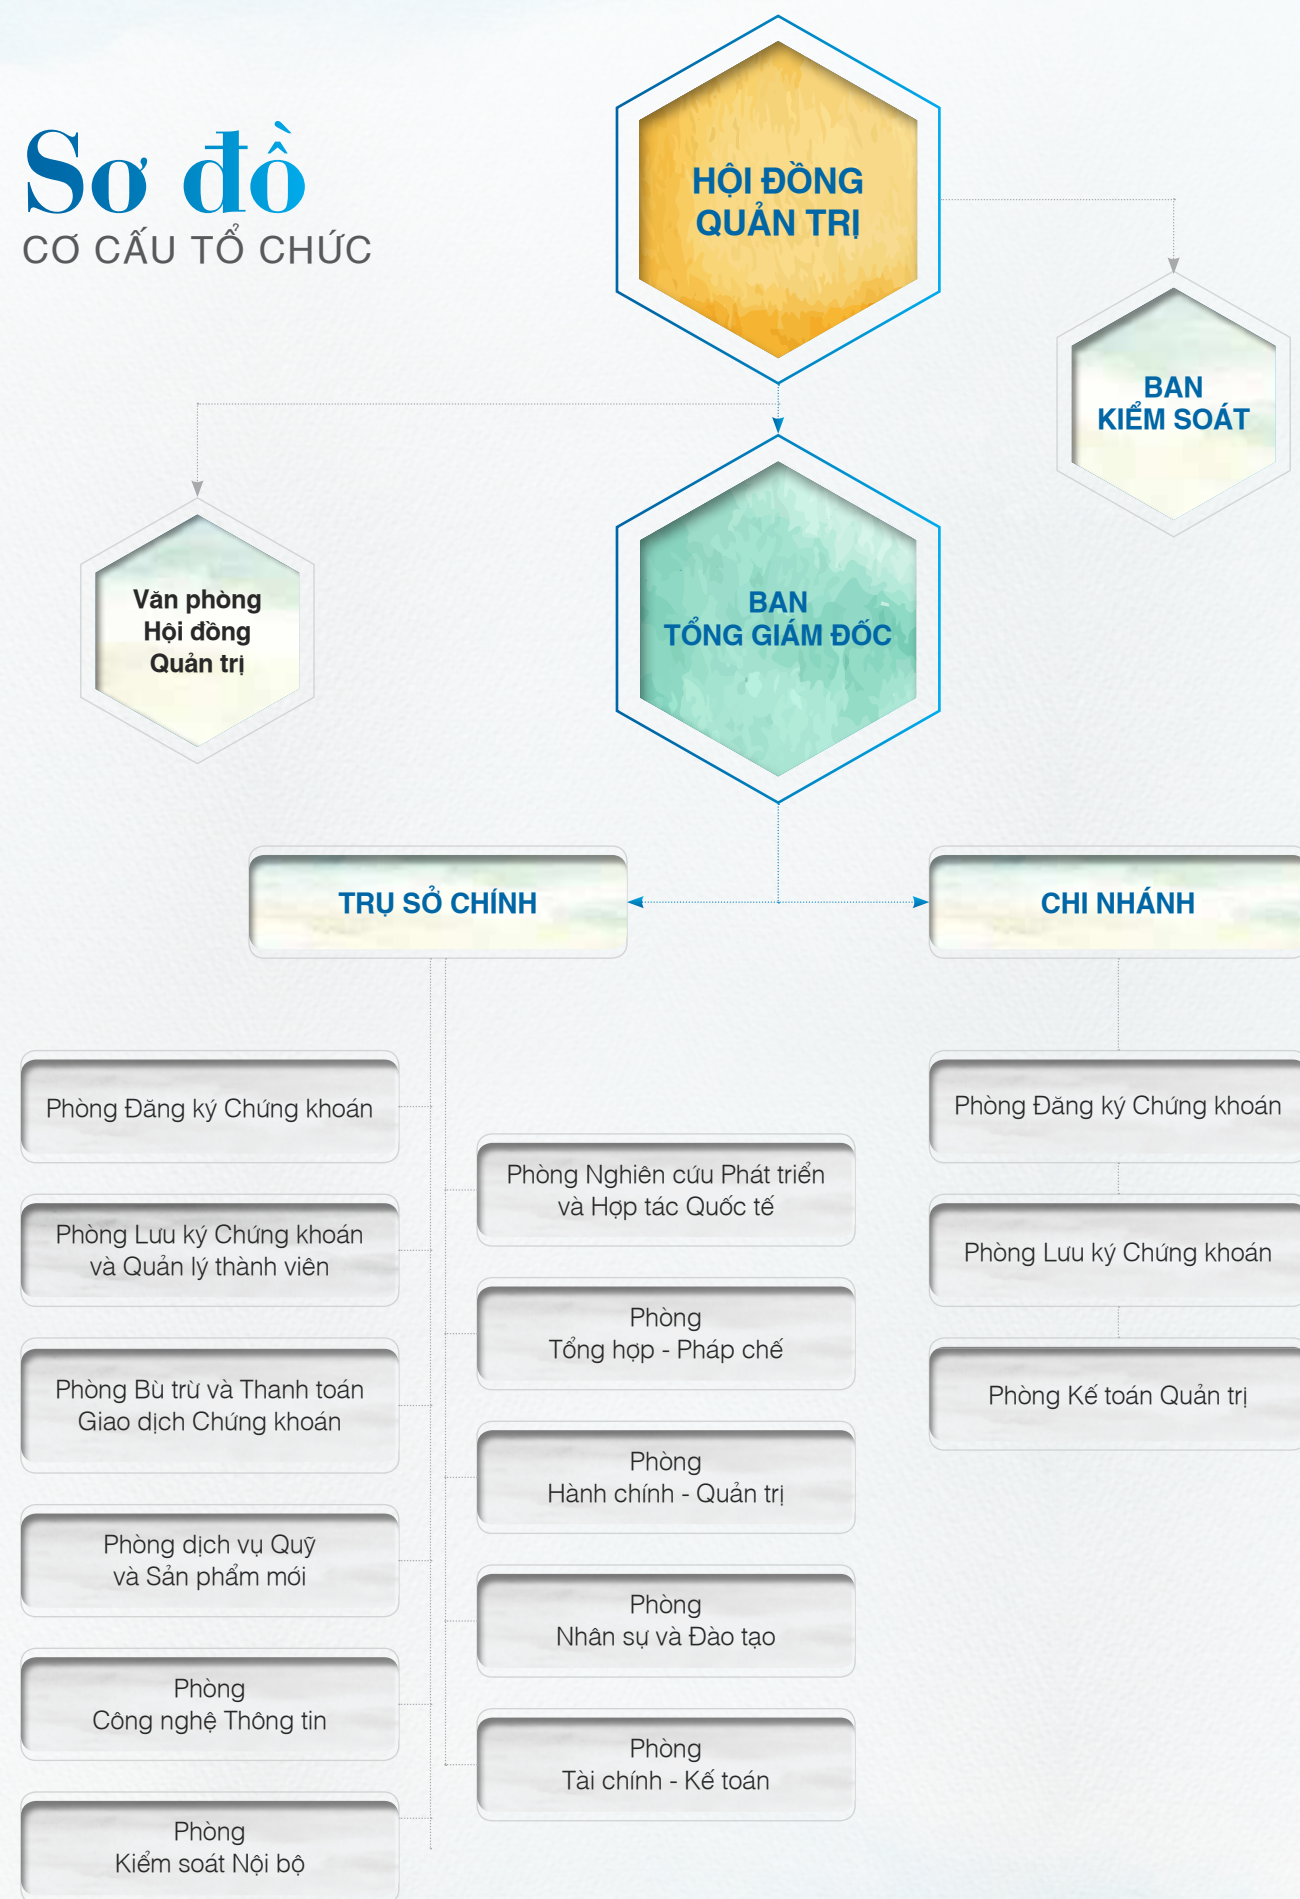 Sơ đồ
CƠ CẤU TỔ CHỨC
HỘI ĐỒNG
QUẢN TRỊ
BAN
KIỂM SOÁT
Văn phòng
Hội đồng
Quản trị
BAN
TỔNG GIÁM ĐỐC
TRỤ SỞ CHÍNH
CHI NHÁNH
Phòng Đăng ký Chứng khoán
Phòng Lưu ký Chứng khoán
và Quản lý thành viên
Phòng Bù trừ và Thanh toán
Giao dịch Chứng khoán
Phòng dịch vụ Quỹ
và Sản phẩm mới
Phòng
Công nghệ Thông tin
Phòng
Kiểm soát Nội bộ
Phòng Nghiên cứu Phát triển
và Hợp tác Quốc tế
Phòng
Tổng hợp - Pháp chế
Phòng
Hành chính - Quản trị
Phòng
Nhân sự và Đào tạo
Phòng
Tài chính - Kế toán
Phòng Đăng ký Chứng khoán
Phòng Lưu ký Chứng khoán
Phòng Kế toán Quản trị